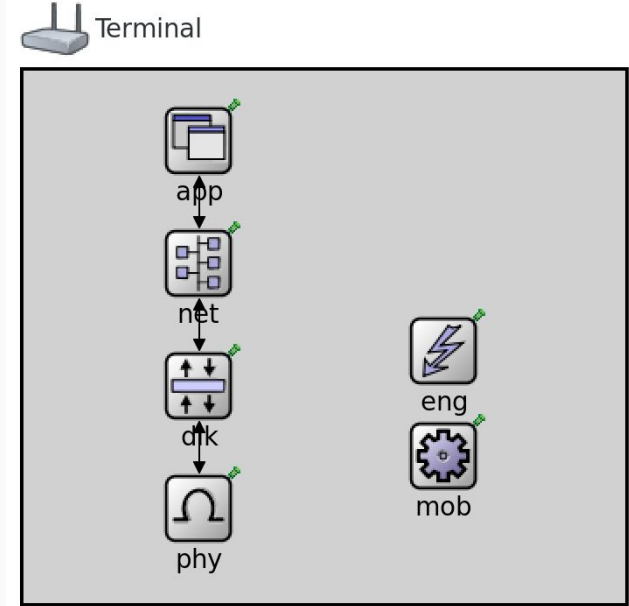 Terminal
app
net
dlk
phy
eng
mob